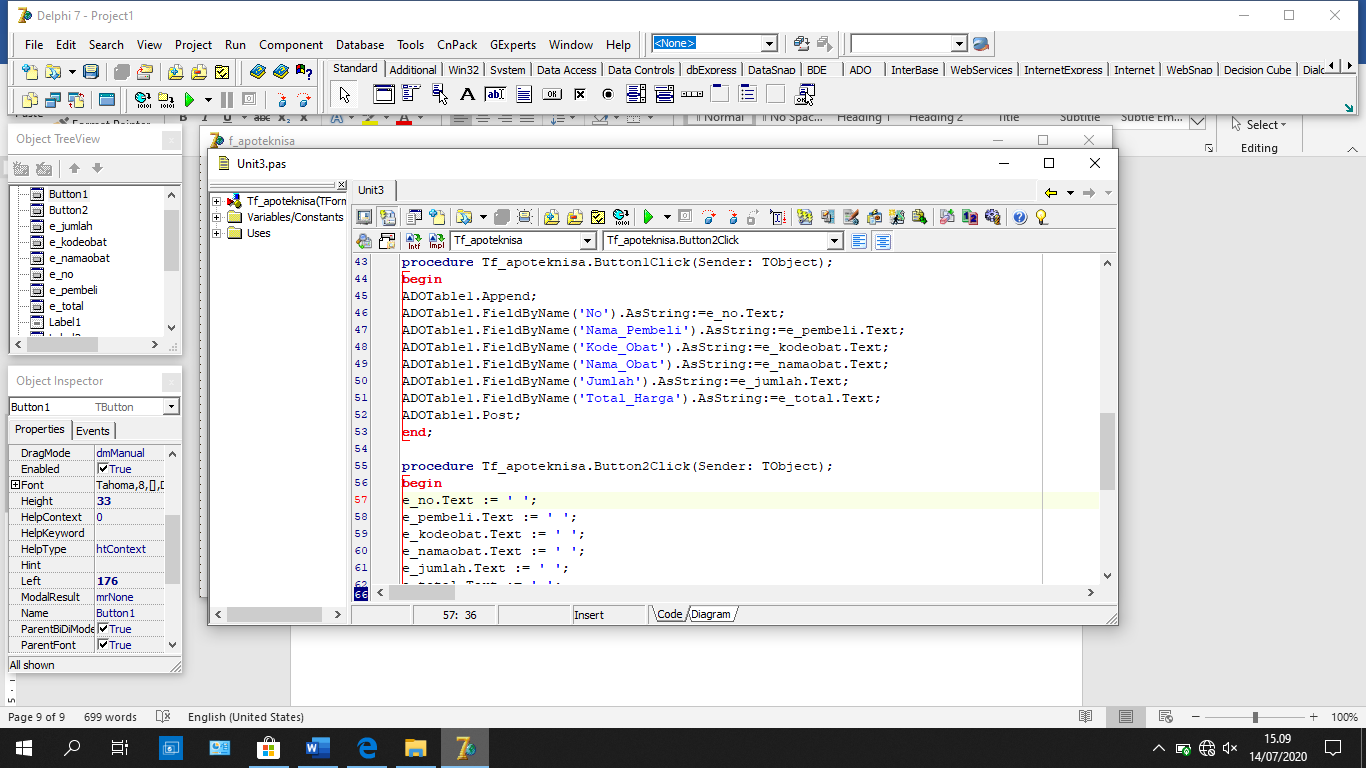 Delphi 7 - Project1
File Edit Search View Project Run Component Database Tools CnPack GExperts Window Help
<None>
Standard Additional Win32 System Data Access Data Controls dbExpress DataSnap BDE ADO InterBase WebServices InternetExpress Internet WebSnap Decision Cube Dialo
Normal No Spac... Heading 1 Heading 2 Title Subtitle Subtle Em...
Select
Editing
Object TreeView
Button1
Button2
e_jumlah
e_kodeobat
e_namaobat
e_no
e_pembeli
e_total
Label1
Object Inspector
Button1 TButton
Properties Events
DragMode dmManual
Enabled True
Font Tahoma,8,[],D
Height 33
HelpContext 0
HelpKeyword
HelpType htContext
Hint
Left 176
ModalResult mrNone
Name Button1
ParentBiDiMode True
ParentFont True
All shown
f_apoteknisa
Unit3.pas
Tf_apoteknisa(TForm
Variables/Constants
Uses
Unit3
Tf_apoteknisa Tf_apoteknisa.Button2Click
43 procedure Tf_apoteknisa.Button1Click(Sender: TObject);
44 begin
45 ADOTable1.Append;
46 ADOTable1.FieldByName('No').AsString:=e_no.Text;
47 ADOTable1.FieldByName('Nama_Pembeli').AsString:=e_pembeli.Text;
48 ADOTable1.FieldByName('Kode_Obat').AsString:=e_kodeobat.Text;
49 ADOTable1.FieldByName('Nama_Obat').AsString:=e_namaobat.Text;
50 ADOTable1.FieldByName('Jumlah').AsString:=e_jumlah.Text;
51 ADOTable1.FieldByName('Total_Harga').AsString:=e_total.Text;
52 ADOTable1.Post;
53 end;
54
55 procedure Tf_apoteknisa.Button2Click(Sender: TObject);
56 begin
57 e_no.Text := ' ';
58 e_pembeli.Text := ' ';
59 e_kodeobat.Text := ' ';
60 e_namaobat.Text := ' ';
61 e_jumlah.Text := ' ';
66
57: 36 Insert Code Diagram
Page 9 of 9 699 words English (United States) 100%
15.09
14/07/2020